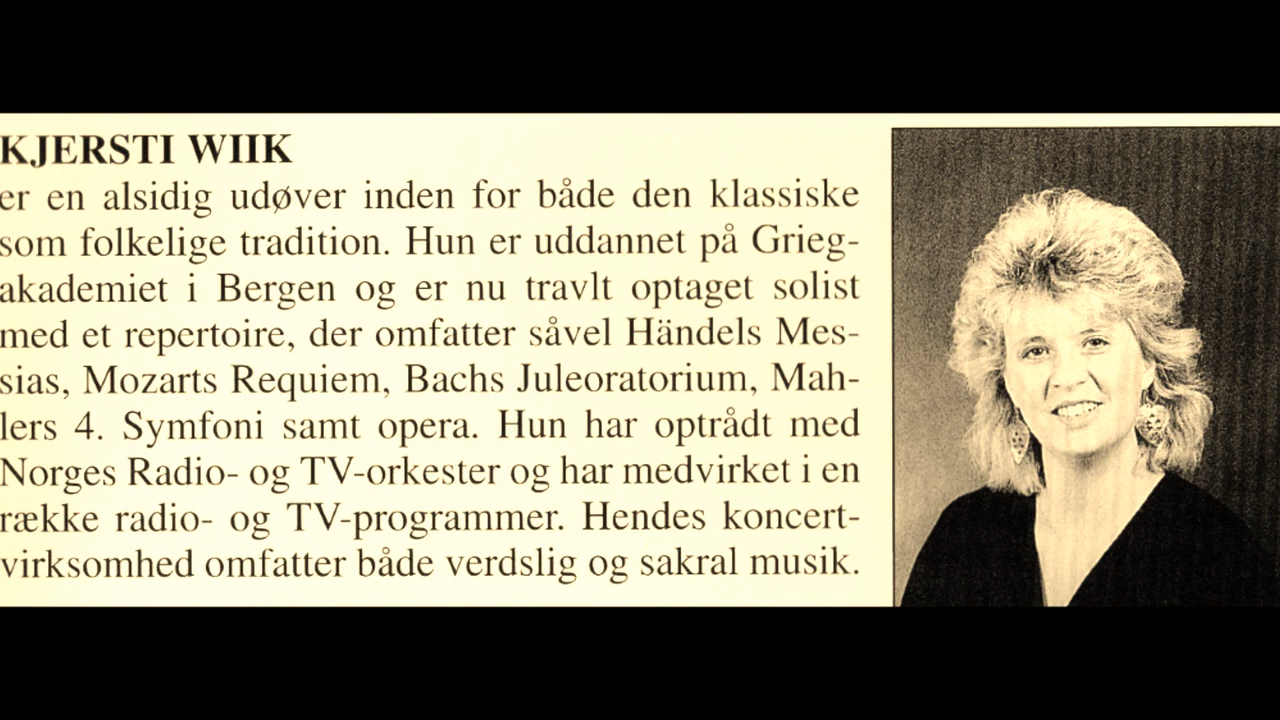 KJERSTI WIIK
er en alsidig udøver inden for både den klassiske
som folkelige tradition. Hun er uddannet på Grieg-
akademiet i Bergen og er nu travlt optaget solist
med et repertoire, der omfatter såvel Händels Mes-
sias, Mozarts Requiem, Bachs Juleoratorium, Mah-
lers 4. Symfoni samt opera. Hun har optrådt med
Norges Radio- og TV-orkester og har medvirket i en
række radio- og TV-programmer. Hendes koncert-
virksomhed omfatter både verdslig og sakral musik.